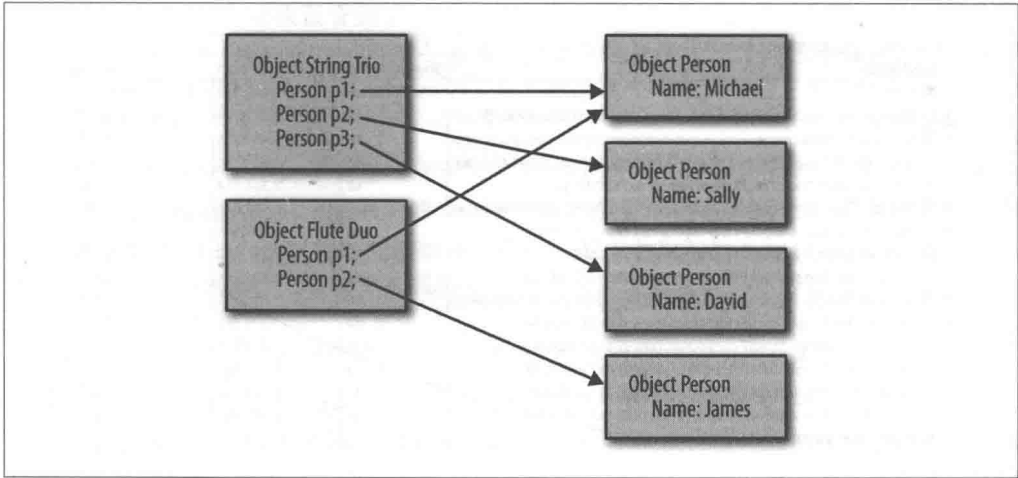 Object String Trio
Person p1;
Person p2;
Person p3;
Object Flute Duo
Person p1;
Person p2;
Object Person
Name: Michaei
Object Person
Name: Sally
Object Person
Name: David
Object Person
Name: James